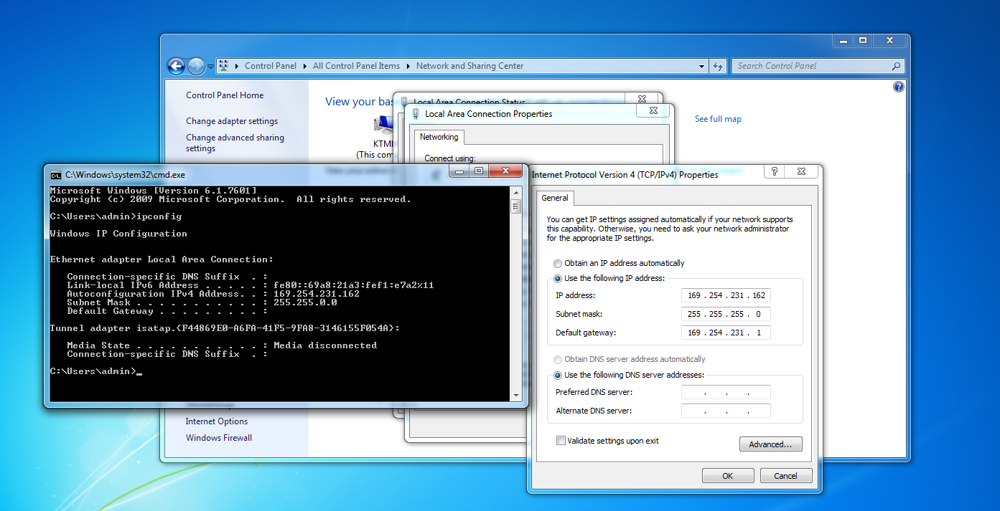 Control Panel
All Control Panel Items
Network and Sharing Center
Search Control Panel
Control Panel Home
Change adapter settings
Change advanced sharing
settings
View your bas
KTM
(This com
See full map
Local Area Connection Status
Local Area Connection Properties
Networking
Connect using:
C:\Windows\system32\cmd.exe
Microsoft Windows [Version 6.1.7601]
Copyright (c) 2009 Microsoft Corporation.  All rights reserved.
C:\Users\admin>ipconfig
Windows IP Configuration
Ethernet adapter Local Area Connection:
Connection-specific DNS Suffix  . :
Link-local IPv6 Address . . . . . : fe80::69a8:21a3:fef1:e7a2%11
Autoconfiguration IPv4 Address. . : 169.254.231.162
Subnet Mask . . . . . . . . . . . : 255.255.0.0
Default Gateway . . . . . . . . . :
Tunnel adapter isatap.{F44869E0-A6FA-41F5-9FA8-3146155F054A}:
Media State . . . . . . . . . . . : Media disconnected
Connection-specific DNS Suffix  . :
C:\Users\admin>_
Internet Options
Windows Firewall
Internet Protocol Version 4 (TCP/IPv4) Properties
General
You can get IP settings assigned automatically if your network supports
this capability. Otherwise, you need to ask your network administrator
for the appropriate IP settings.
Obtain an IP address automatically
Use the following IP address:
IP address: 169 . 254 . 231 . 162
Subnet mask: 255 . 255 . 255 . 0
Default gateway: 169 . 254 . 231 . 1
Obtain DNS server address automatically
Use the following DNS server addresses:
Preferred DNS server: . . .
Alternate DNS server: . . .
Validate settings upon exit
Advanced...
OK
Cancel